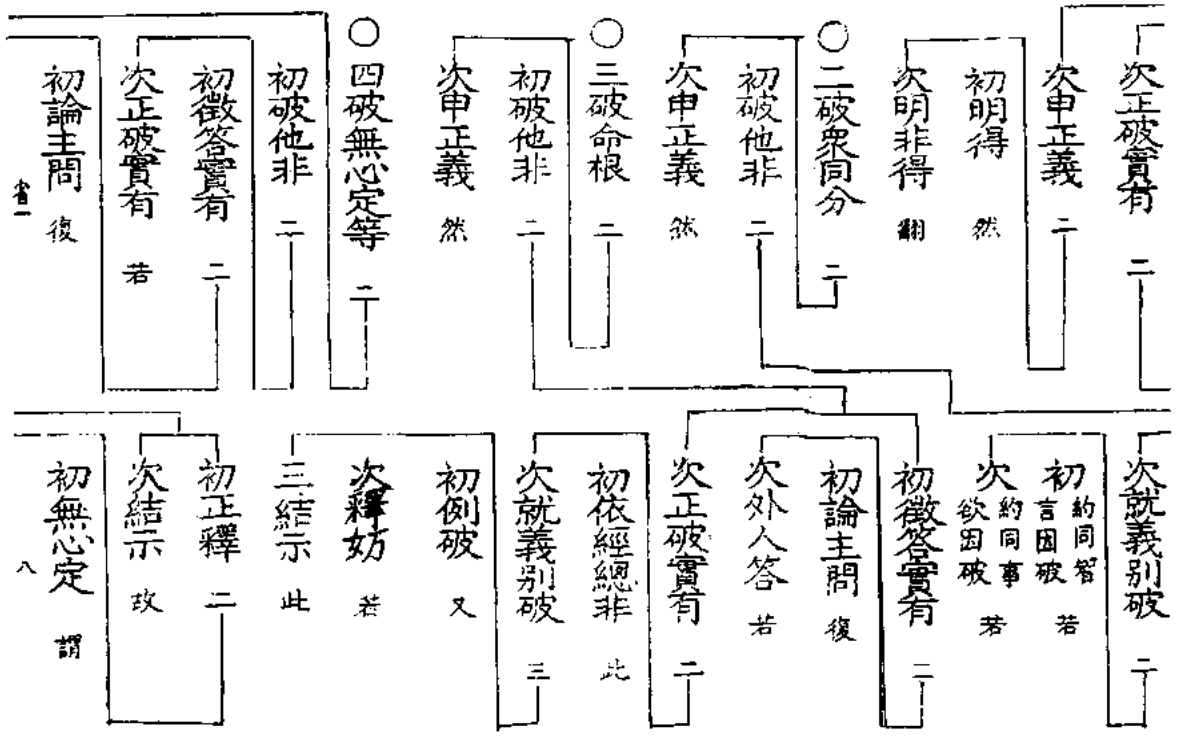 次正破實有 二
次申正義 二
初明得 然
次明非得 翻
○二破衆同分 二
初破他非 二
次申正義 然
○三破命根 二
初破他非 二
次申正義 然
○四破無心定等 二
初破他非 二
初徵答實有 二
次正破實有 若
初論主問 復
次就義別破 二
初約同智言因破 若
次約同事欲因破 若
初徵答實有 二
初論主問 復
次外人答 若
次正破實有 二
初依經總非 此
次就義別破 三
初例破 又
次釋妨 若
三結示 此
初正釋 二
次結示 故
初無心定 謂
八